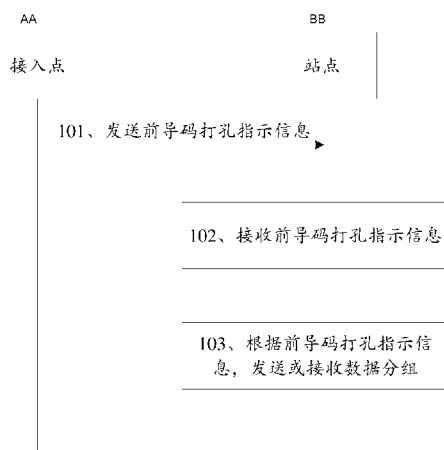 AA
BB
接入点
站点
101、发送前导码打孔指示信息
102、接收前导码打孔指示信息
103、根据前导码打孔指示信
息，发送或接收数据分组